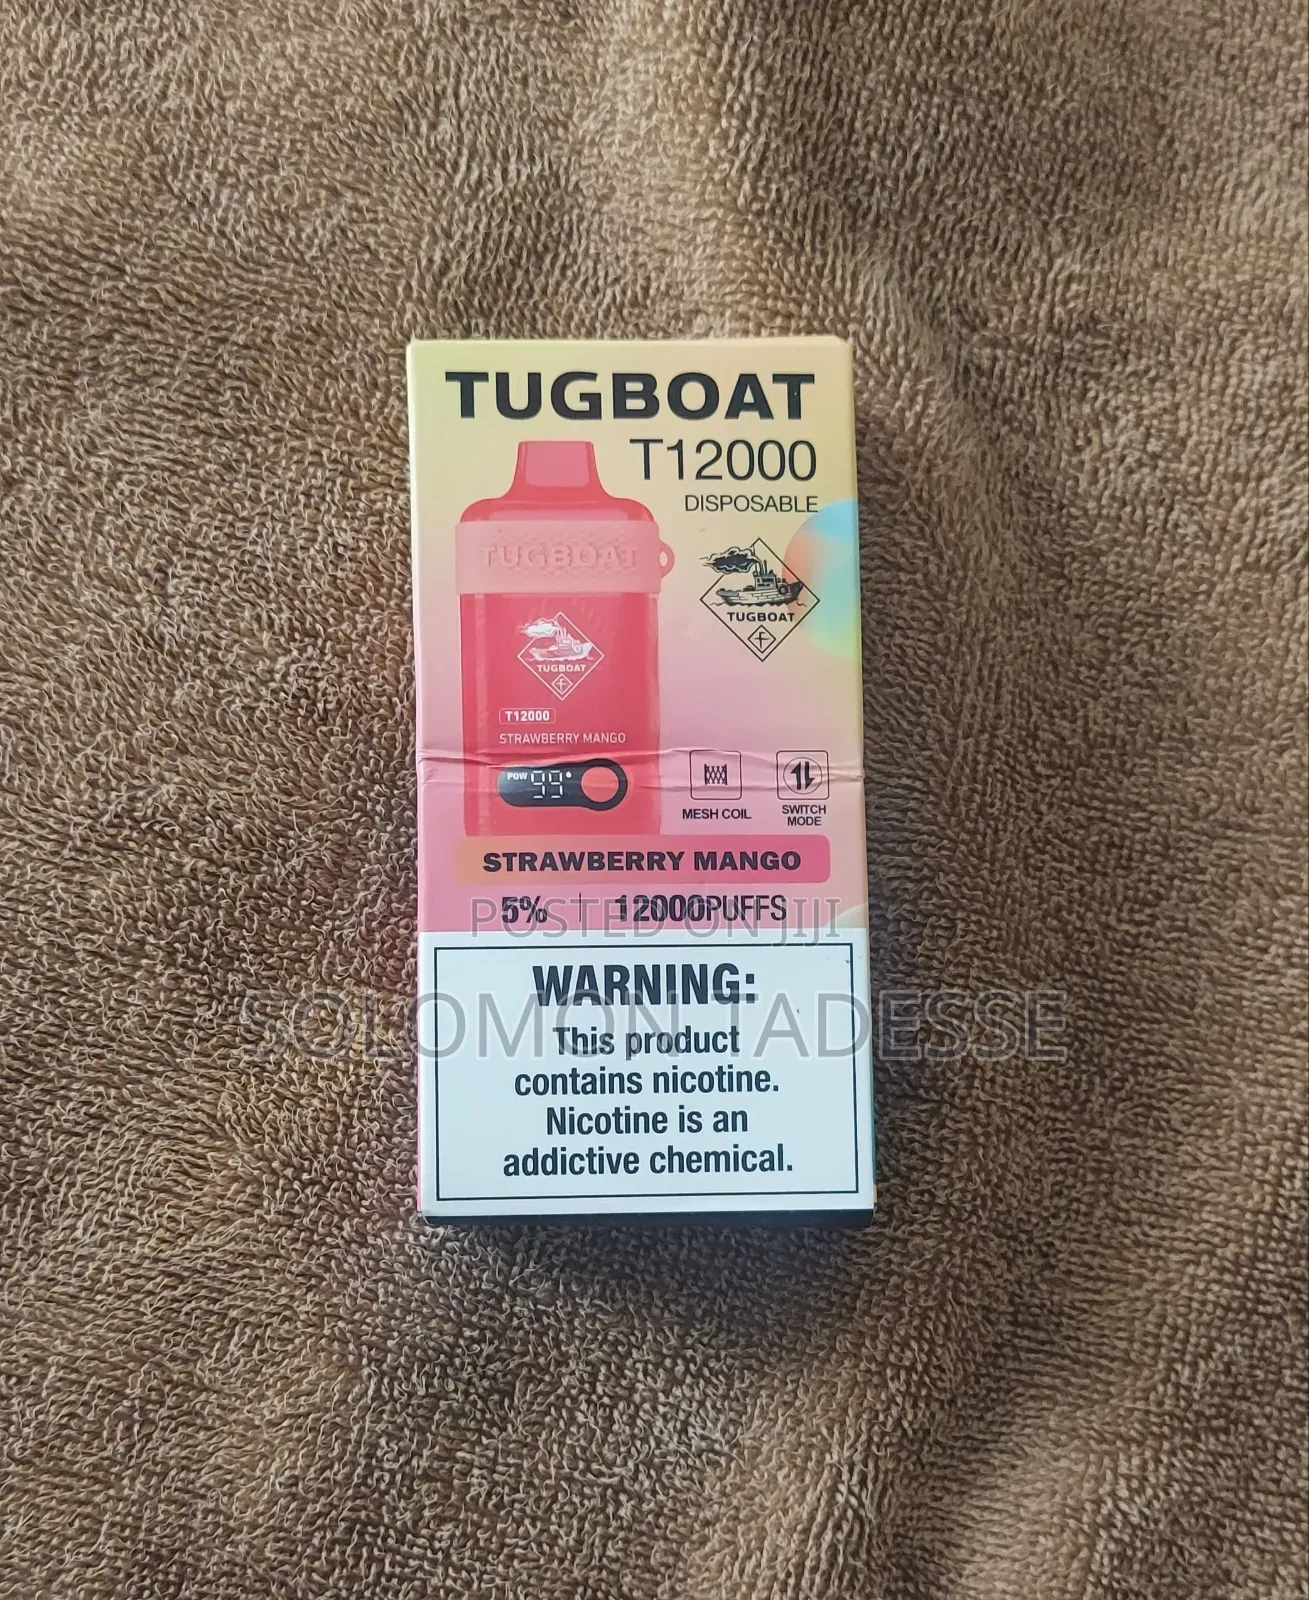 TUGBOAT
T12000
DISPOSABLE
TUGBOAT
TUGBOAT
TUGBOAT
T12000
STRAWBERRY MANGO
POW 99
MESH COIL
SWITCH
MODE
STRAWBERRY MANGO
5% | 12000PUFFS
POSTED ON JIJI
WARNING:
SOLOMON TADESSE
This product
contains nicotine.
Nicotine is an
addictive chemical.